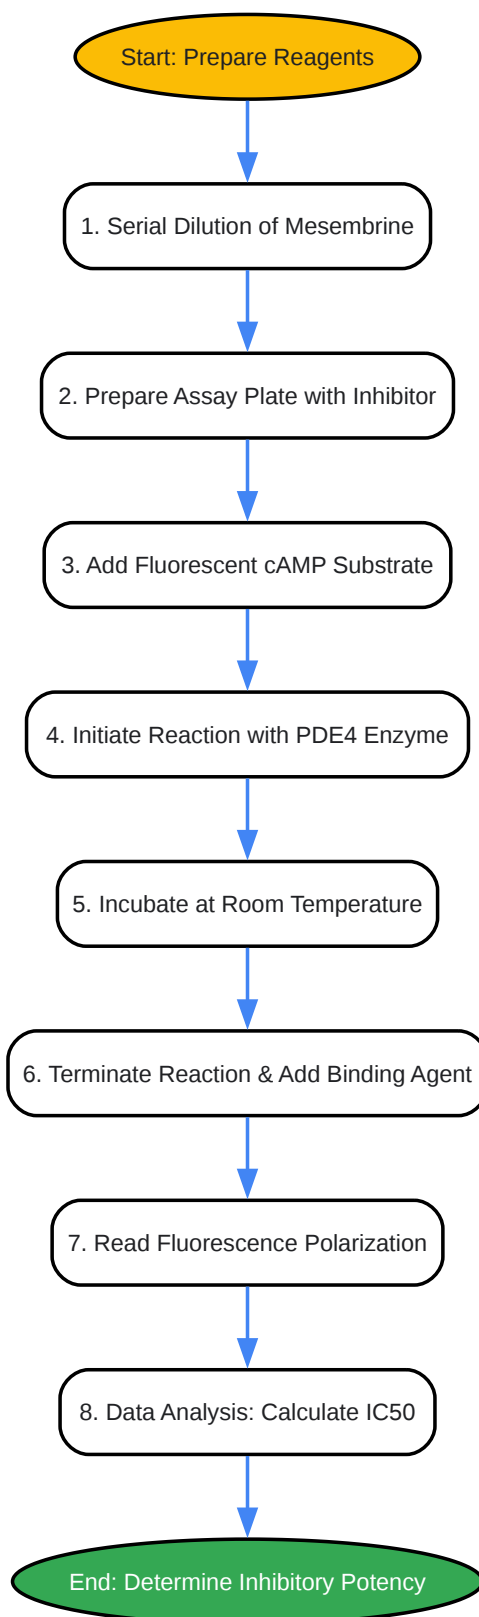 Start: Prepare Reagents
1. Serial Dilution of Mesembrine
2. Prepare Assay Plate with Inhibitor
3. Add Fluorescent cAMP Substrate
4. Initiate Reaction with PDE4 Enzyme
5. Incubate at Room Temperature
6. Terminate Reaction & Add Binding Agent
7. Read Fluorescence Polarization
8. Data Analysis: Calculate IC50
End: Determine Inhibitory Potency